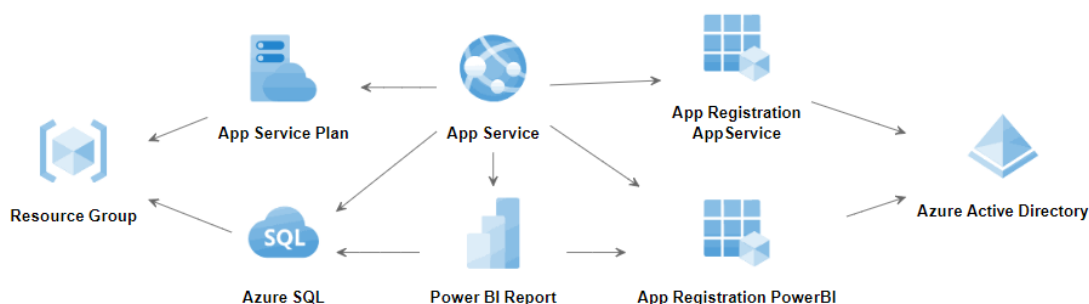 App Registration
AppService
App Service Plan
App Service
Resource Group
Azure Active Directory
SQL
Azure SQL
Power BI Report
App Registration PowerBI